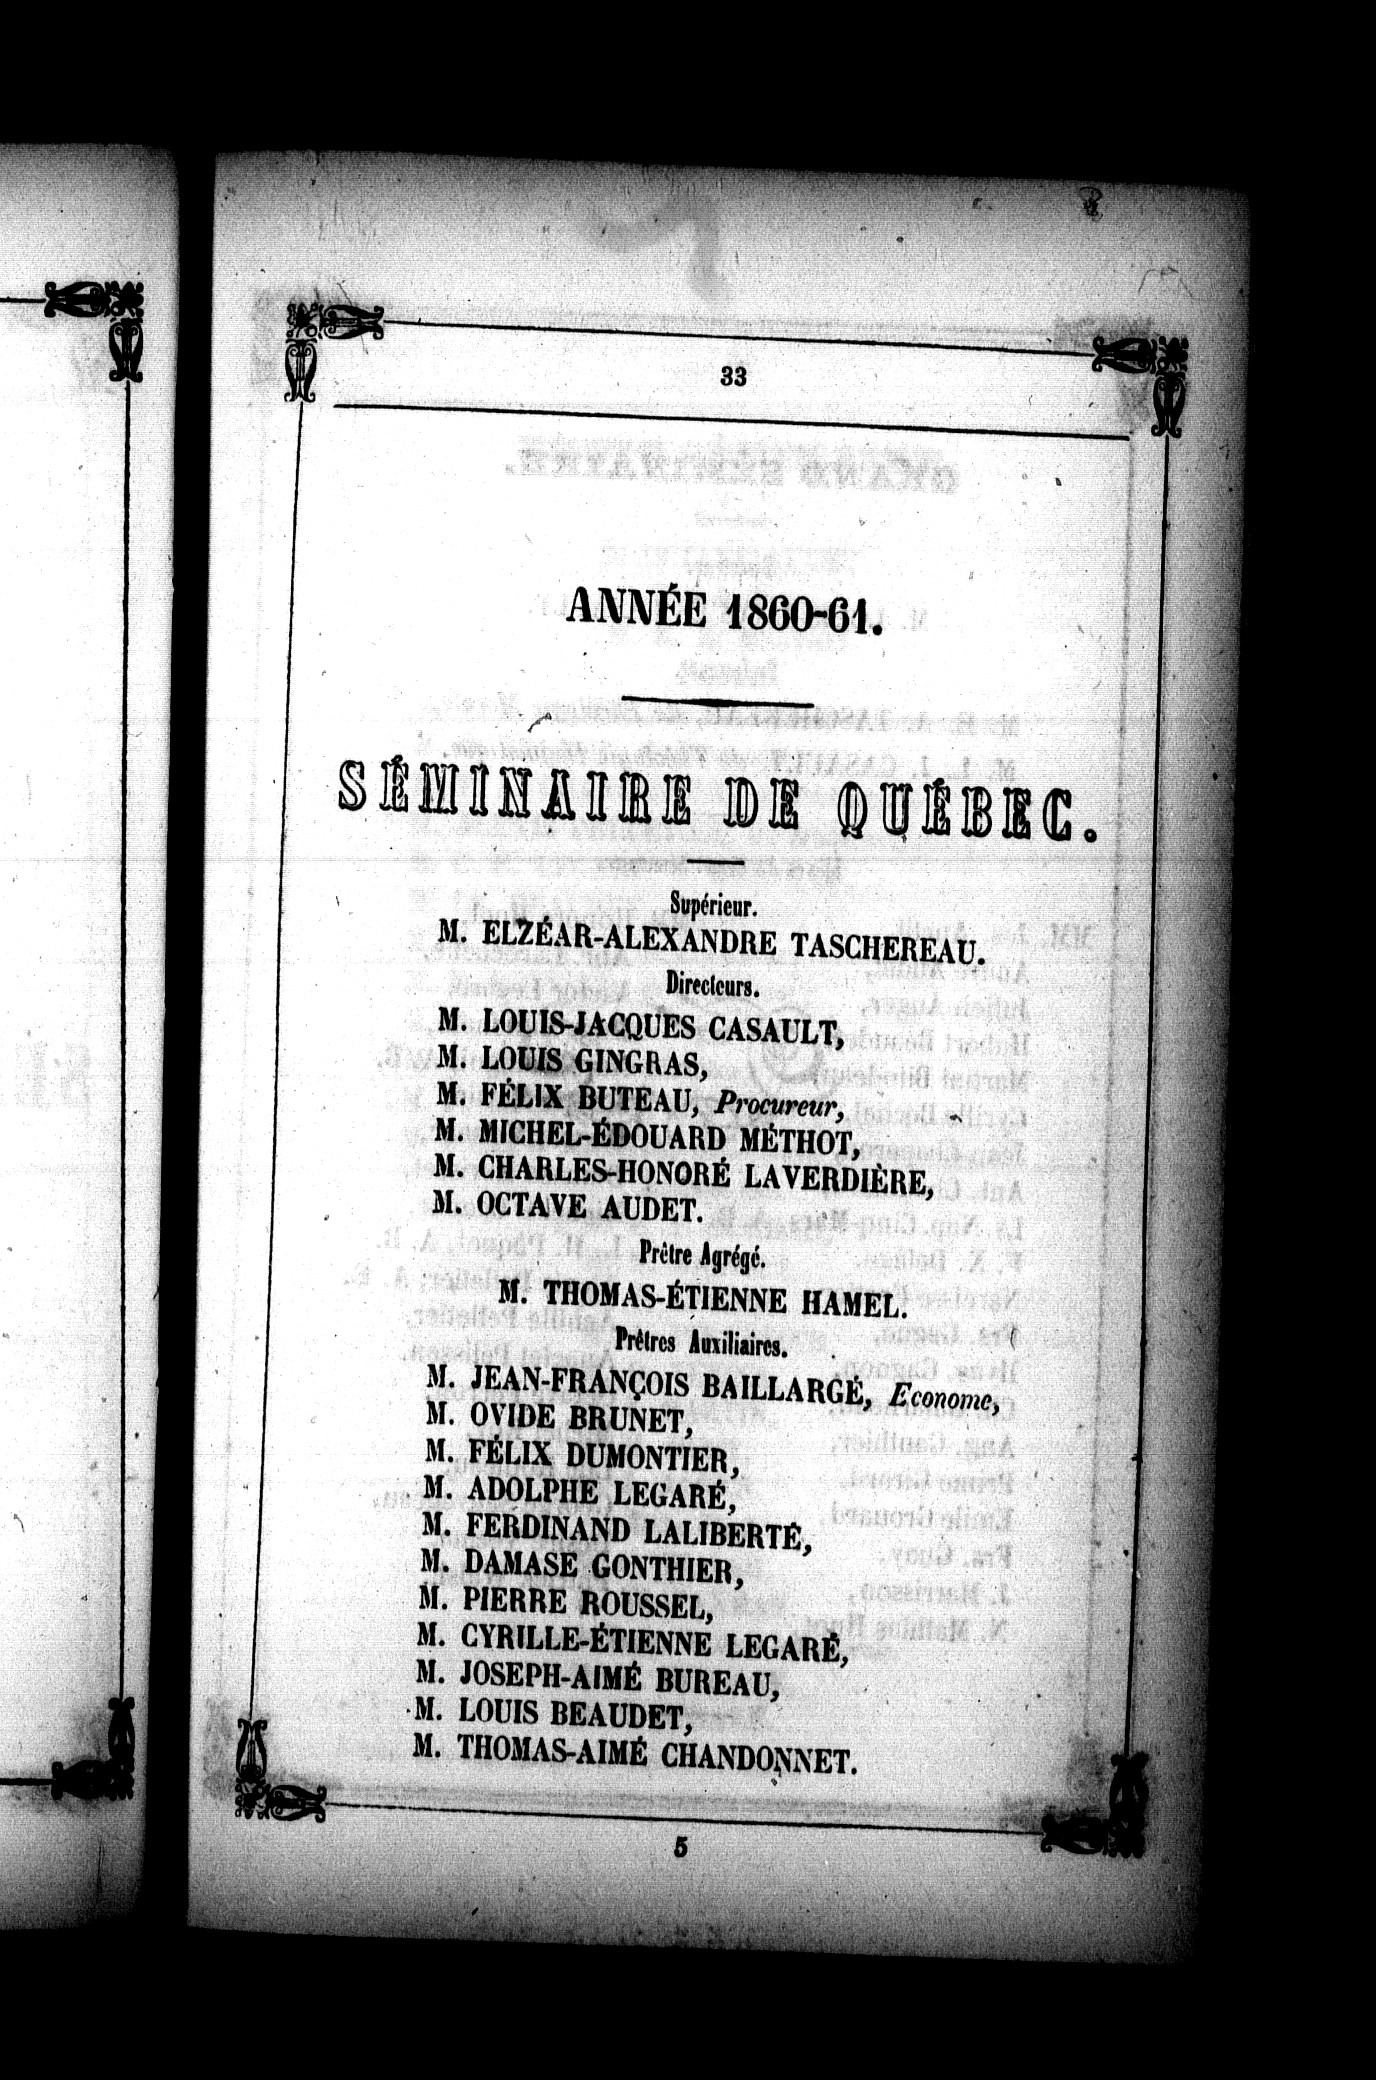 33
ANNÉE 1860-61.
SÉMINAIRE DE QUÉBEC.
Supérieur.
M. ELZÉAR-ALEXANDRE TASCHEREAU.
Directeurs.
M. LOUIS-JACQUES CASAULT,
M. LOUIS GINGRAS,
M. FÉLIX BUTEAU, Procureur,
M. MICHEL-ÉDOUARD MÉTHOT,
M. CHARLES-HONORÉ LAVERDIÈRE,
M. OCTAVE AUDET.
Prêtre Agrégé.
M. THOMAS-ÉTIENNE HAMEL.
Prêtres Auxiliaires.
M. JEAN-FRANÇOIS BAILLARGÉ, Econome,
M. OVIDE BRUNET,
M. FÉLIX DUMONTIER,
M. ADOLPHE LEGARÉ,
M. FERDINAND LALIBERTÉ,
M. DAMASE GONTHIER,
M. PIERRE ROUSSEL,
M. CYRILLE-ÉTIENNE LEGARÉ,
M. JOSEPH-AIMÉ BUREAU,
M. LOUIS BEAUDET,
M. THOMAS-AIMÉ CHANDONNET.
5